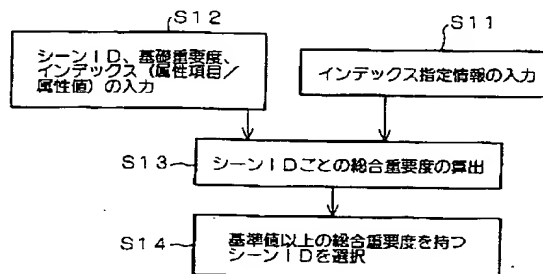 S12
シーンID、基礎重要度、
インデックス(属性項目/
属性値)の入力
S11
インデックス指定情報の入力
S13
シーンIDごとの総合重要度の算出
S14
基準値以上の総合重要度を持つ
シーンIDを選択